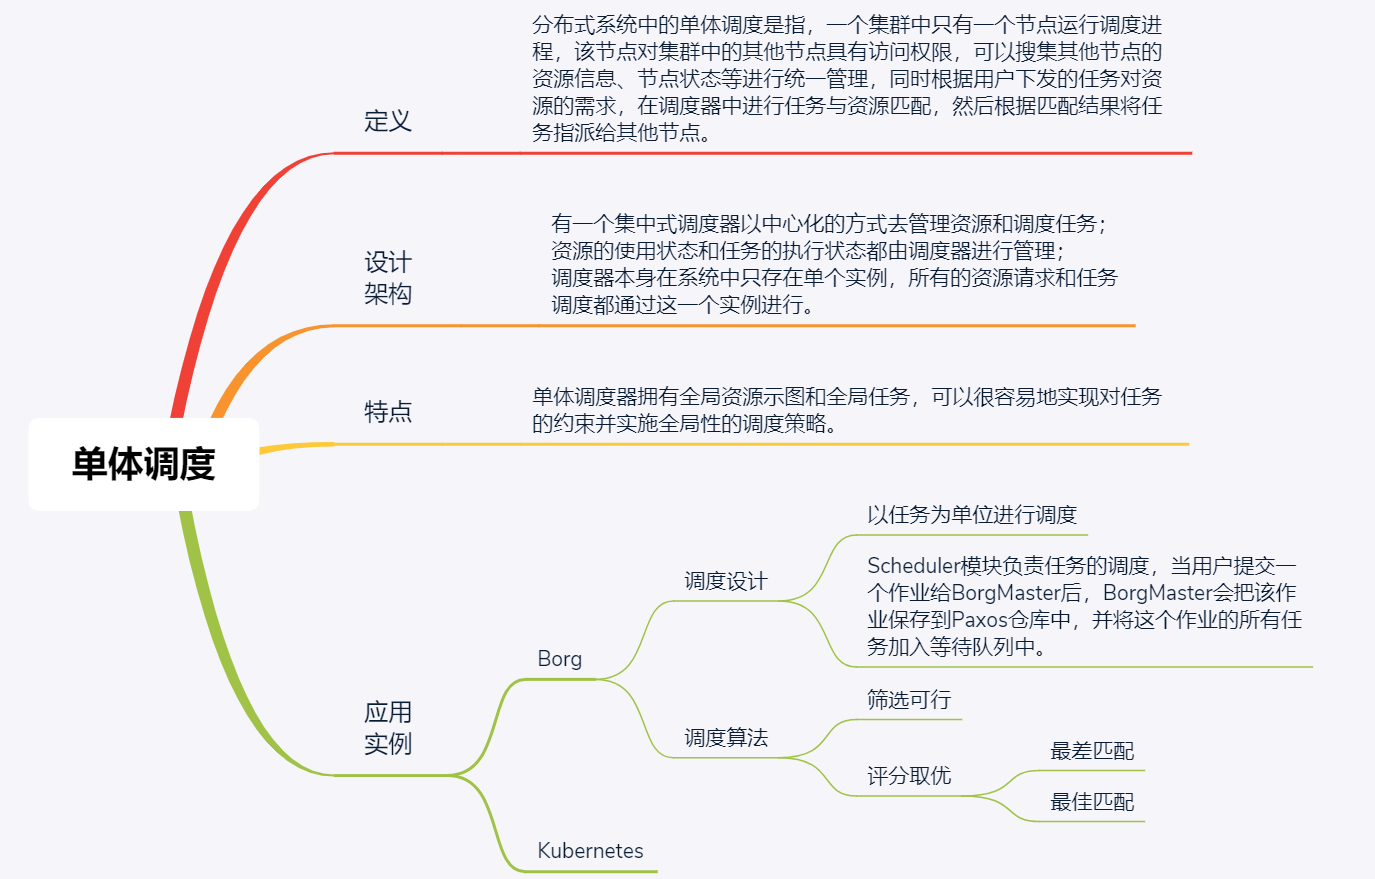 单体调度
定义
分布式系统中的单体调度是指，一个集群中只有一个节点运行调度进
程，该节点对集群中的其他节点具有访问权限，可以搜集其他节点的
资源信息、节点状态等进行统一管理，同时根据用户下发的任务对资
源的需求，在调度器中进行任务与资源匹配，然后根据匹配结果将任
务指派给其他节点。
设计
架构
有一个集中式调度器以中心化的方式去管理资源和调度任务；
资源的使用状态和任务的执行状态都由调度器进行管理；
调度器本身在系统中只存在单个实例，所有的资源请求和任务
调度都通过这一个实例进行。
特点
单体调度器拥有全局资源示图和全局任务，可以很容易地实现对任务
的约束并实施全局性的调度策略。
应用
实例
Borg
调度设计
以任务为单位进行调度
Scheduler模块负责任务的调度，当用户提交一
个作业给BorgMaster后，BorgMaster会把该作
业保存到Paxos仓库中，并将这个作业的所有任
务加入等待队列中。
调度算法
筛选可行
评分取优
最差匹配
最佳匹配
Kubernetes